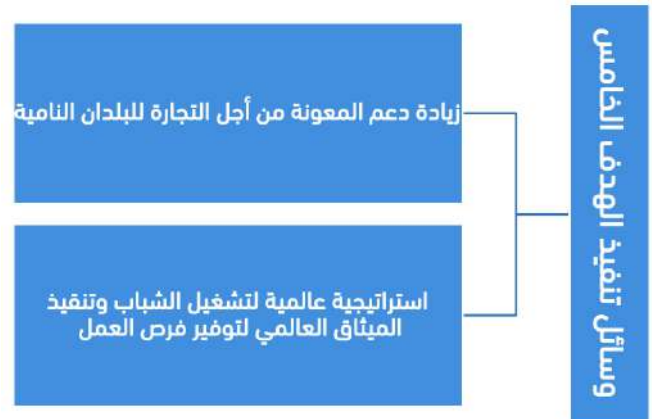 وسائل تنفيذ الهدف الخامس
زيادة دعم المعونة من أجل التجارة للبلدان النامية
استراتيجية عالمية لتشغيل الشباب وتنقيذ
الميثاق العالمي لتوفير فرص العمل